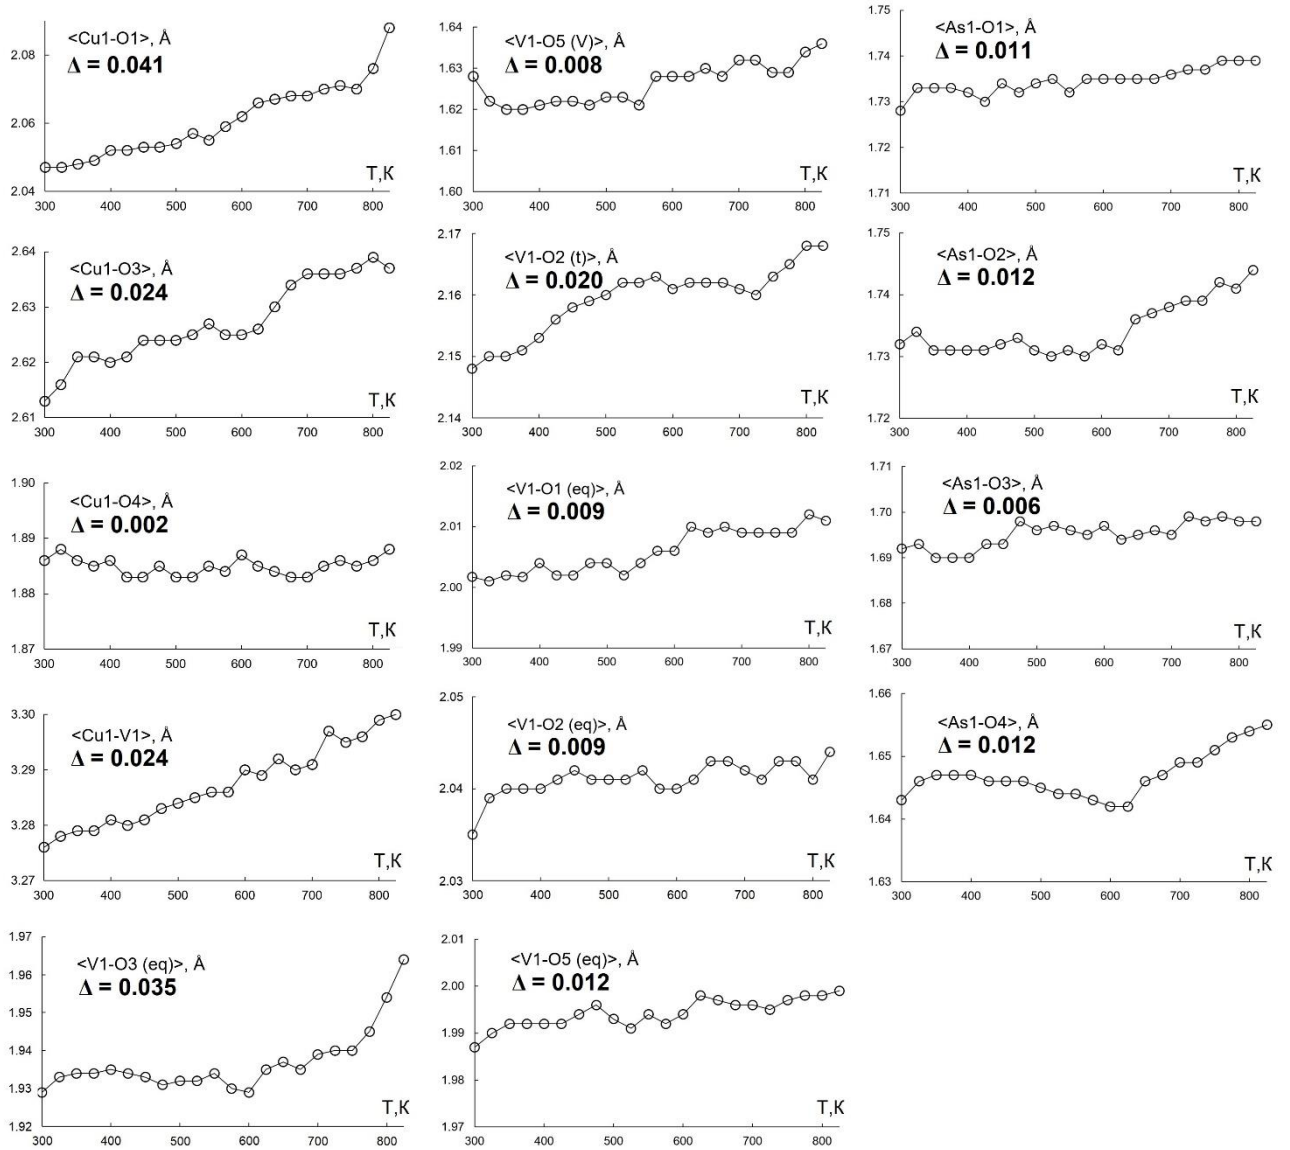 <Cu1-O1>, Å
Δ = 0.041
2.08
2.06
2.04
T,K
300 400 500 600 700 800
<V1-O5 (V)>, Å
Δ = 0.008
1.64
1.63
1.62
1.61
1.60
T,K
300 400 500 600 700 800
<As1-O1>, Å
Δ = 0.011
1.75
1.74
1.73
1.72
1.71
T,K
300 400 500 600 700 800
<Cu1-O3>, Å
Δ = 0.024
2.64
2.63
2.62
2.61
T,K
300 400 500 600 700 800
<V1-O2 (t)>, Å
Δ = 0.020
2.17
2.16
2.15
2.14
T,K
300 400 500 600 700 800
<As1-O2>, Å
Δ = 0.012
1.75
1.74
1.73
1.72
T,K
300 400 500 600 700 800
<Cu1-O4>, Å
Δ = 0.002
1.90
1.89
1.88
1.87
T,K
300 400 500 600 700 800
<V1-O1 (eq)>, Å
Δ = 0.009
2.02
2.01
2.00
1.99
T,K
300 400 500 600 700 800
<As1-O3>, Å
Δ = 0.006
1.71
1.70
1.69
1.68
1.67
T,K
300 400 500 600 700 800
<Cu1-V1>, Å
Δ = 0.024
3.30
3.29
3.28
3.27
T,K
300 400 500 600 700 800
<V1-O2 (eq)>, Å
Δ = 0.009
2.05
2.04
2.03
T,K
300 400 500 600 700 800
<As1-O4>, Å
Δ = 0.012
1.66
1.65
1.64
1.63
T,K
300 400 500 600 700 800
<V1-O3 (eq)>, Å
Δ = 0.035
1.97
1.96
1.95
1.94
1.93
1.92
T,K
300 400 500 600 700 800
<V1-O5 (eq)>, Å
Δ = 0.012
2.01
2.00
1.99
1.98
1.97
T,K
300 400 500 600 700 800